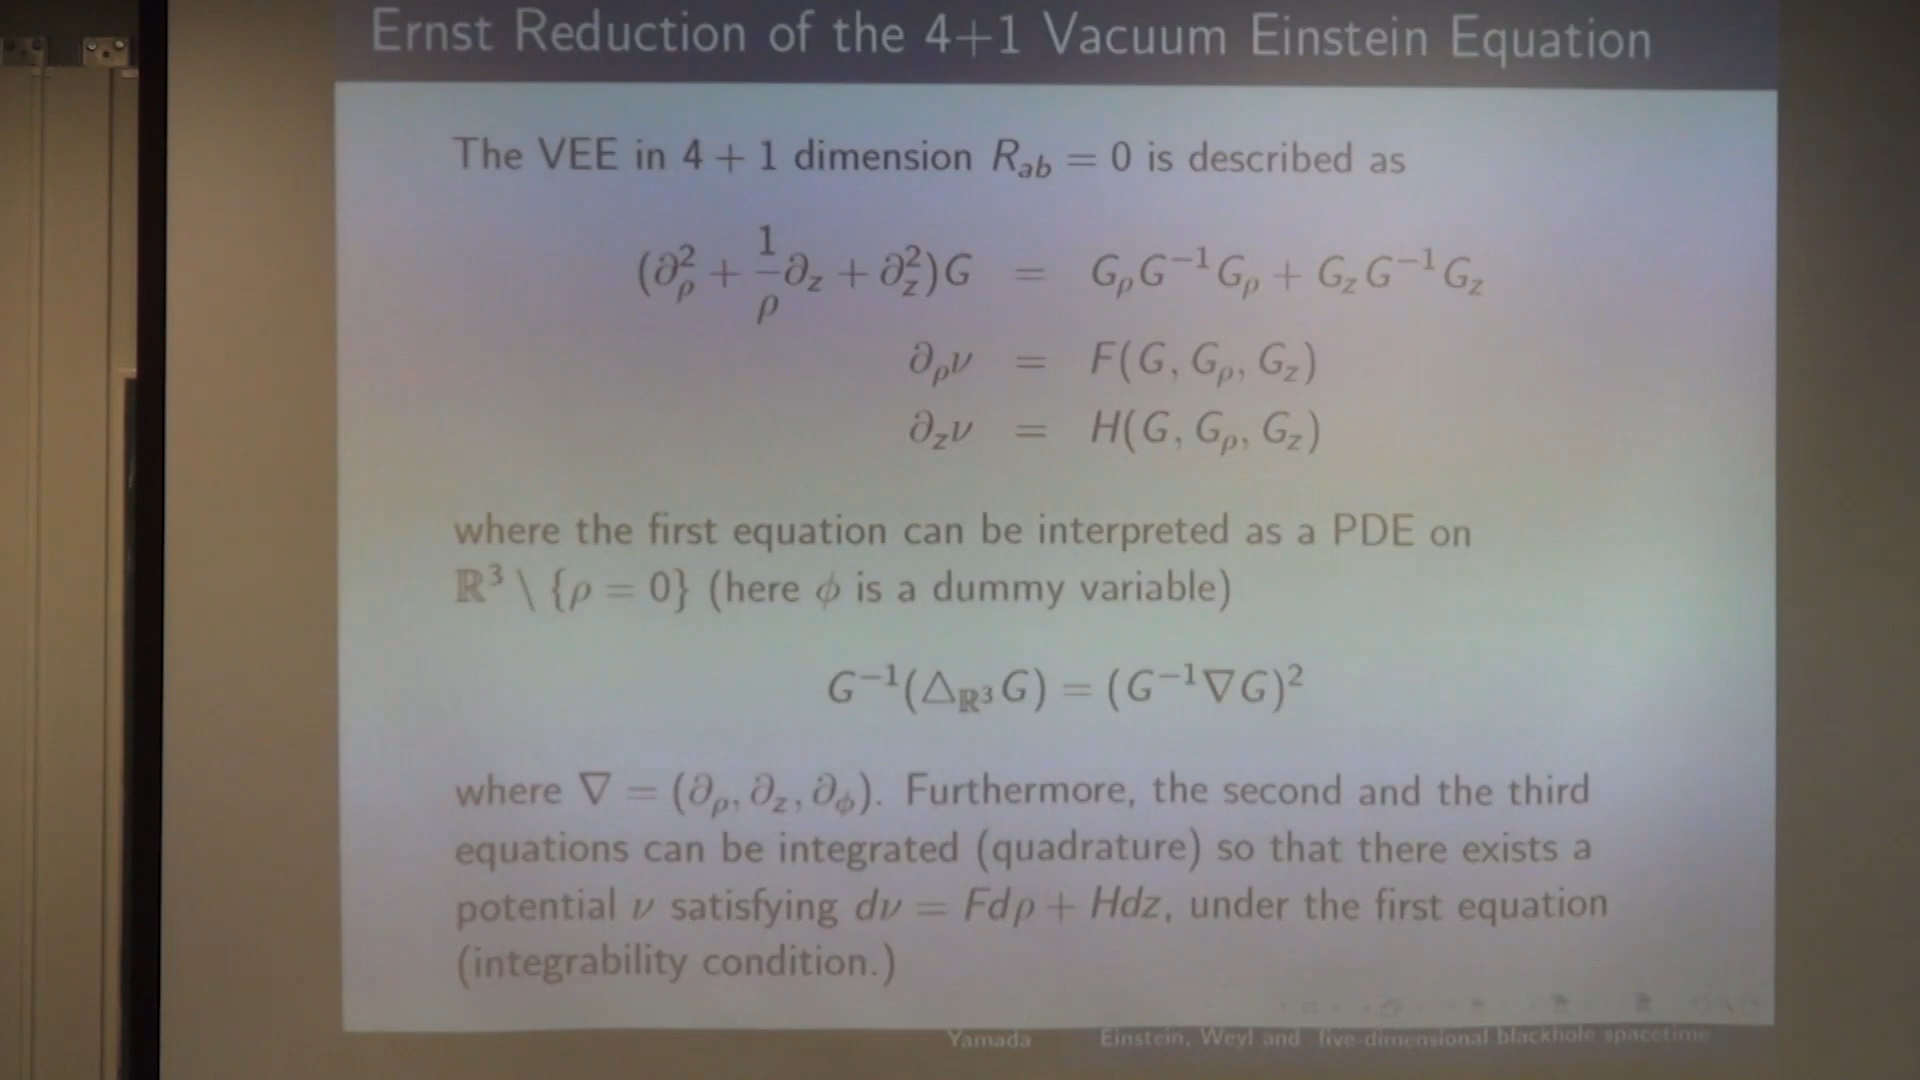 Ernst Reduction of the 4+1 Vacuum Einstein Equation
The VEE in 4 + 1 dimension R_{ab} = 0 is described as
(∂_ρ^2 + \frac{1}{ρ}∂_z + ∂_z^2)G = G_ρ G^{-1} G_ρ + G_z G^{-1} G_z
∂_ρ ν = F(G, G_ρ, G_z)
∂_z ν = H(G, G_ρ, G_z)
where the first equation can be interpreted as a PDE on
ℝ^3 \ {ρ = 0} (here ϕ is a dummy variable)
G^{-1}(△_{ℝ^3} G) = (G^{-1}∇G)^2
where ∇ = (∂_ρ, ∂_z, ∂_ϕ). Furthermore, the second and the third
equations can be integrated (quadrature) so that there exists a
potential ν satisfying dν = Fdρ + Hdz, under the first equation
(integrability condition.)
Yamada Einstein, Weyl and five-dimensional blackhole spacetime